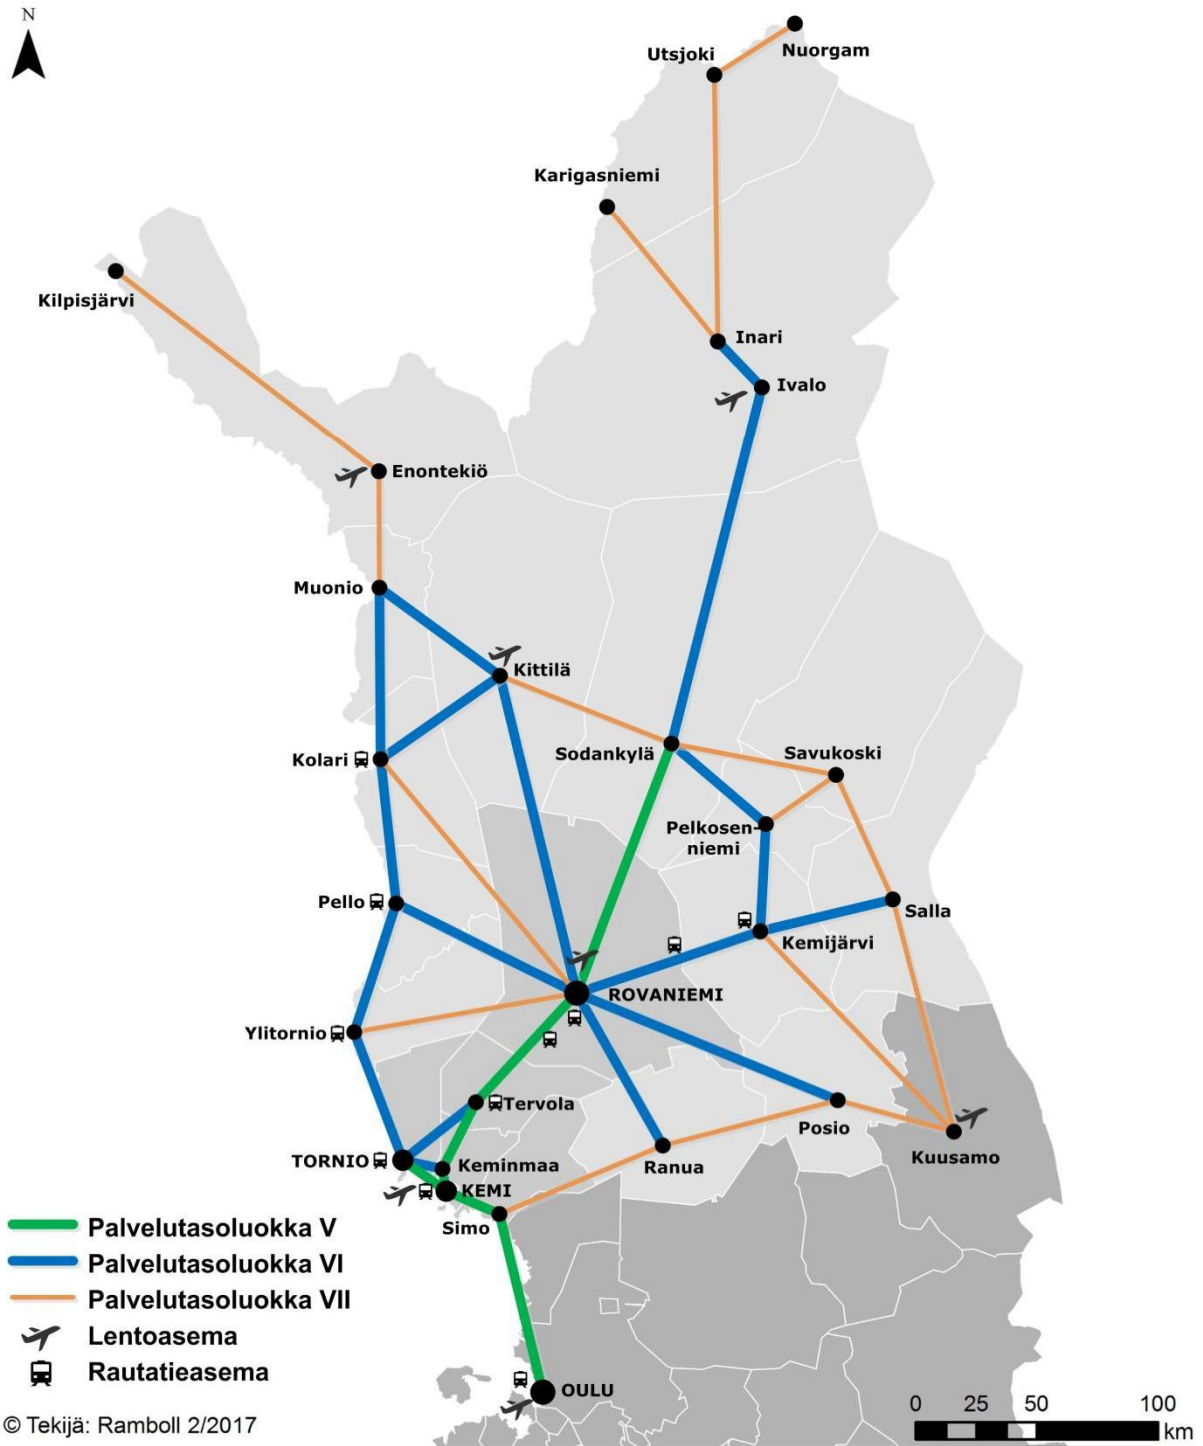 N
Nuorgam
Utsjoki
Karigasniemi
Kilpisjärvi
Inari
Ivalo
Enontekiö
Muonio
Kittilä
Sodankylä
Savukoski
Kolari
Pelkosen-
niemi
Pello
Salla
Kemijärvi
ROVANIEMI
Ylitornio
Tervola
Posio
Kuusamo
TORNIO
Keminmaa
Ranua
KEMI
Simo
Palvelutasoluokka V
Palvelutasoluokka VI
Palvelutasoluokka VII
Lentoasema
Rautatieasema
OULU
© Tekijä: Ramboll 2/2017
0 25 50 100
km